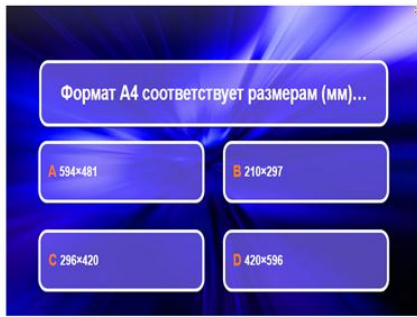 Формат А4 соответствует размерам (мм)...
A 594×481
B 210×297
C 296×420
D 420×596